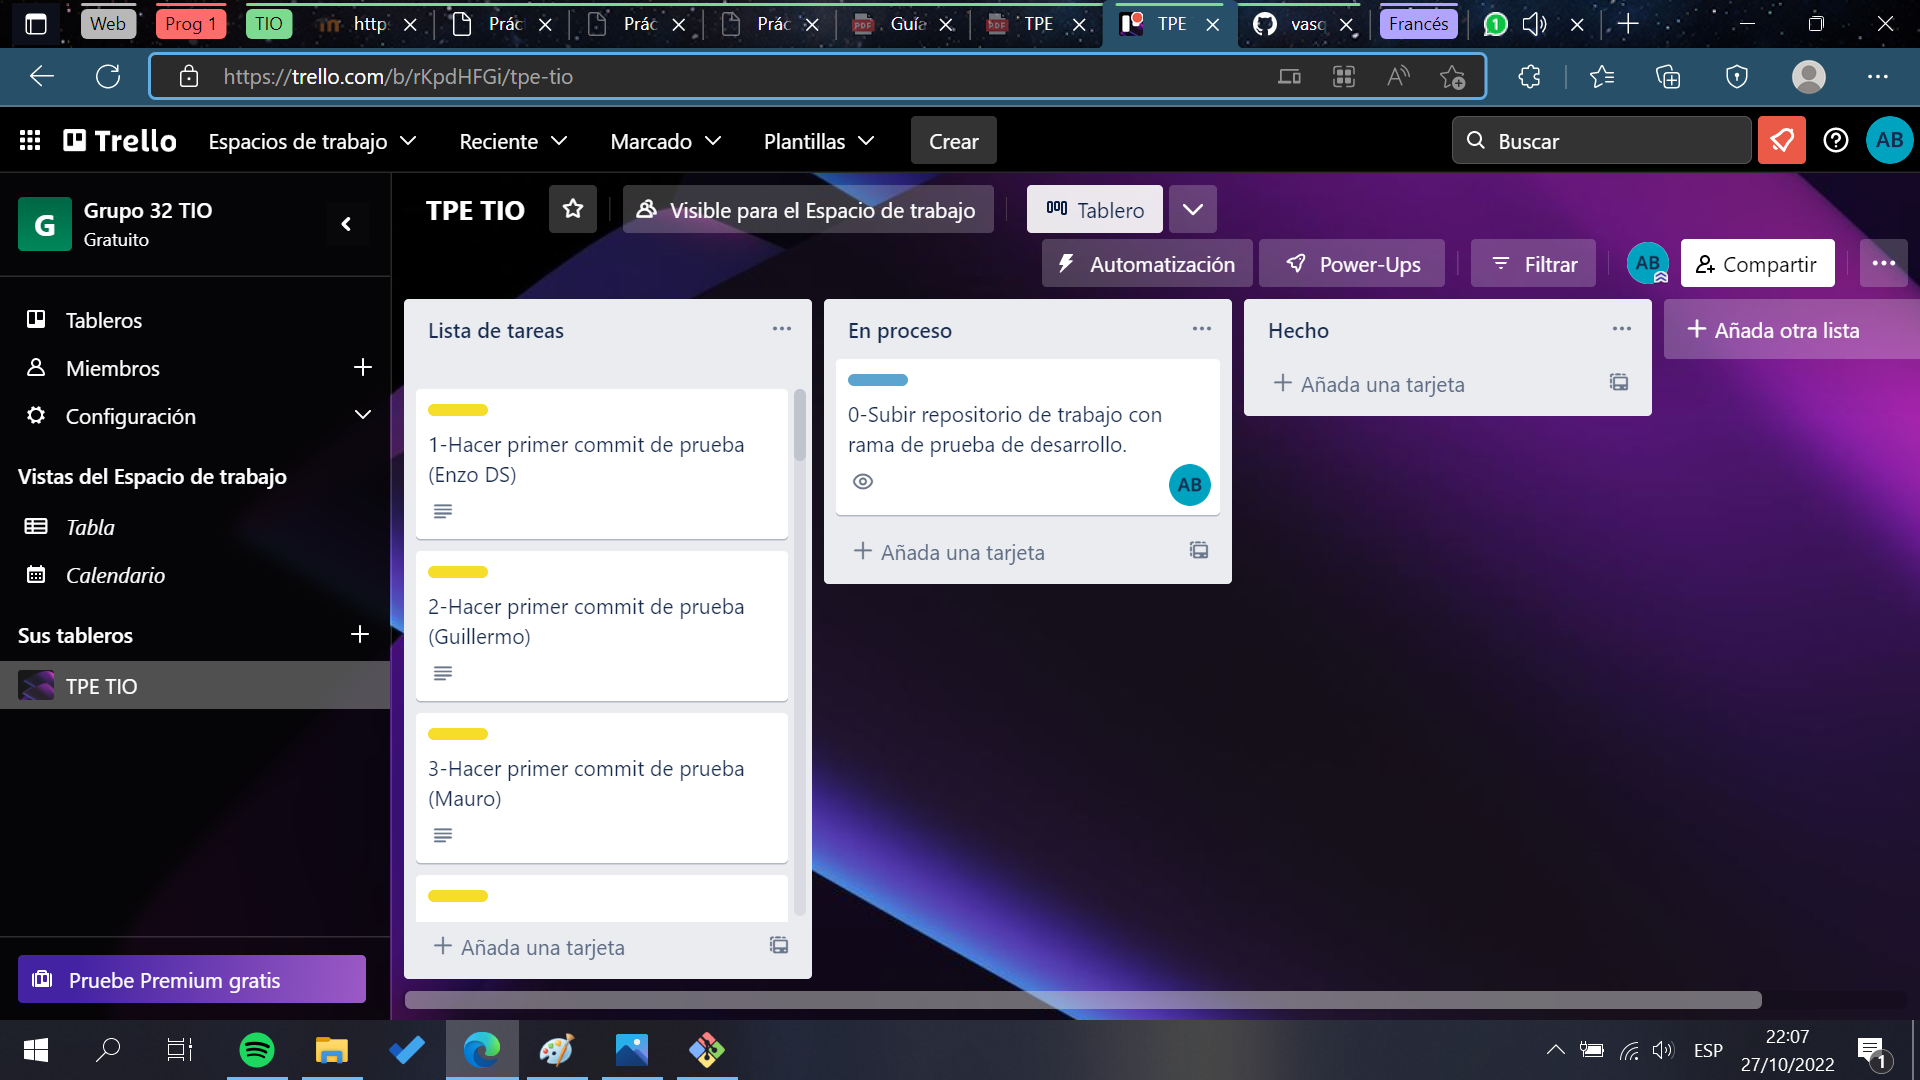 Web
Prog 1
TIO
http
Prác
Prác
Prác
Guía
TPE
TPE
vasq
Francés
1
https://trello.com/b/rKpdHFGi/tpe-tio
Trello
Espacios de trabajo
Reciente
Marcado
Plantillas
Crear
Buscar
AB
G
Grupo 32 TIO
Gratuito
TPE TIO
Visible para el Espacio de trabajo
Tablero
Automatización
Power-Ups
Filtrar
AB
Compartir
Tableros
Miembros
Configuración
Vistas del Espacio de trabajo
Tabla
Calendario
Sus tableros
TPE TIO
Pruebe Premium gratis
Lista de tareas
1-Hacer primer commit de prueba
(Enzo DS)
2-Hacer primer commit de prueba
(Guillermo)
3-Hacer primer commit de prueba
(Mauro)
Añada una tarjeta
En proceso
0-Subir repositorio de trabajo con
rama de prueba de desarrollo.
AB
Añada una tarjeta
Hecho
Añada una tarjeta
Añada otra lista
ESP
22:07
27/10/2022
1